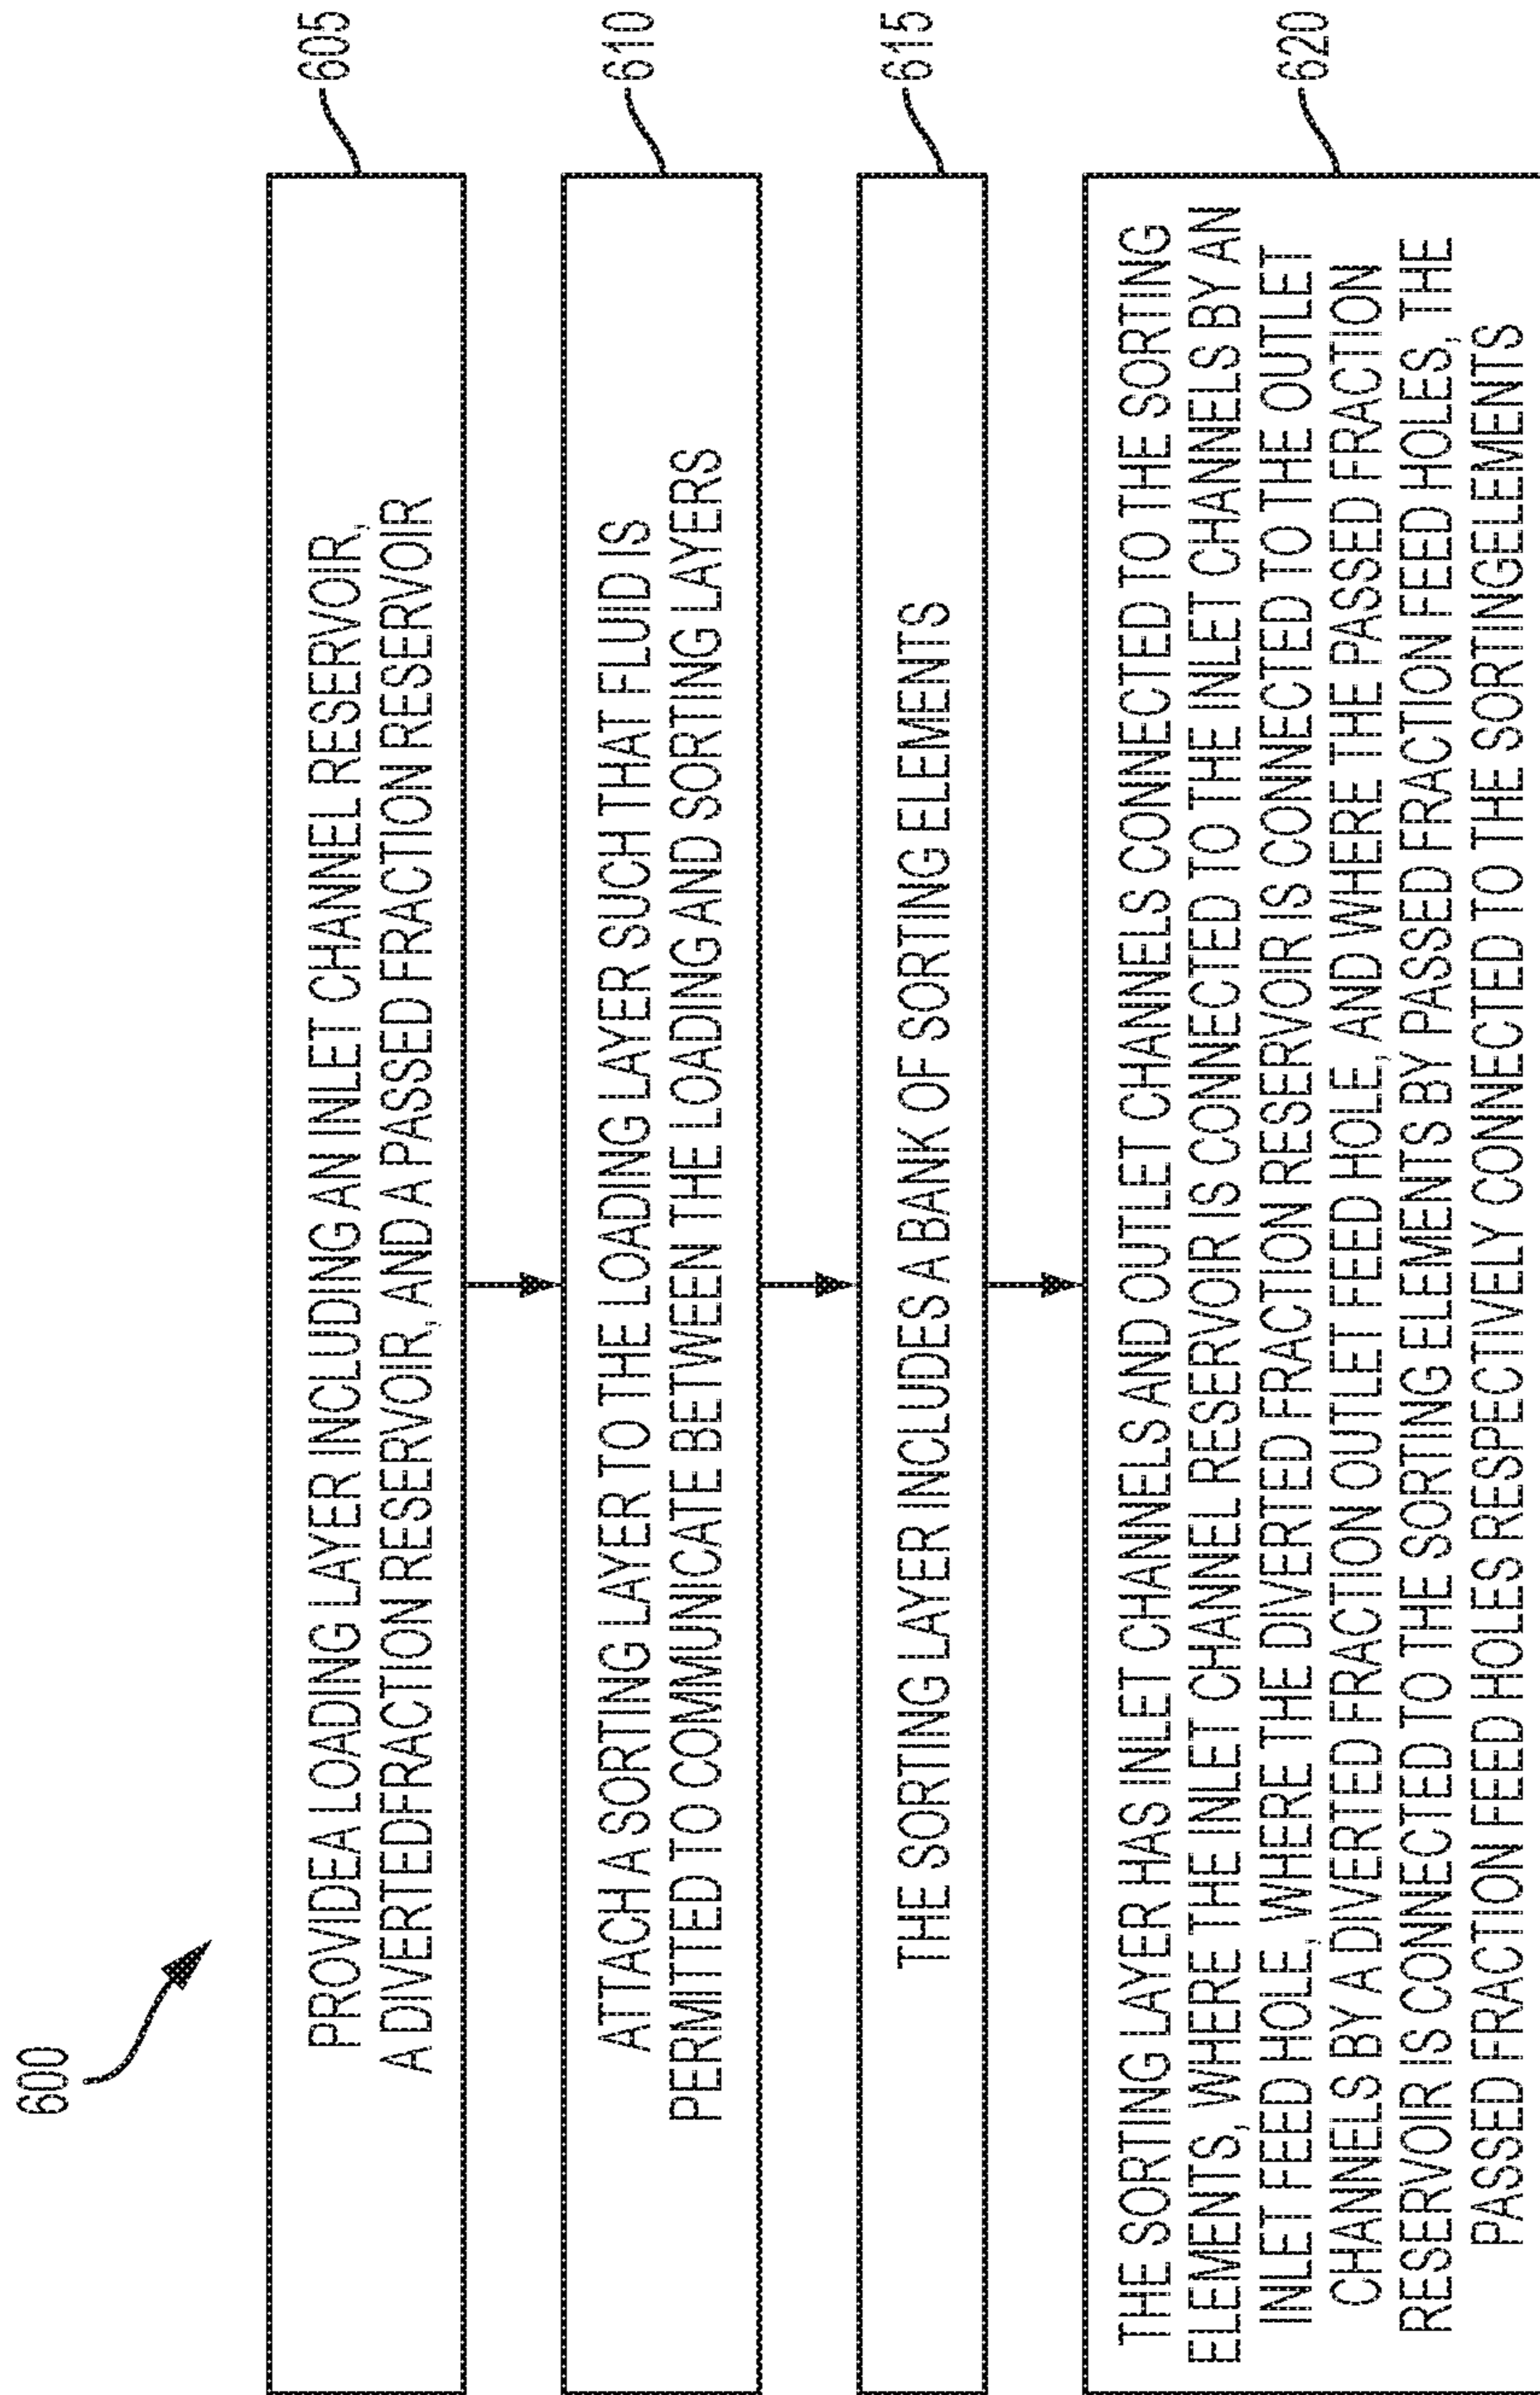 600
PROVIDEA LOADING LAYER INCLUDING AN INLET CHANNEL RESERVOIR,
A DIVERTEDFRACTION RESERVOIR, AND A PASSED FRACTION RESERVOIR
605
ATTACH A SORTING LAYER TO THE LOADING LAYER SUCH THAT FLUID IS
PERMITTED TO COMMUNICATE BETWEEN THE LOADING AND SORTING LAYERS
610
THE SORTING LAYER INCLUDES A BANK OF SORTING ELEMENTS
615
THE SORTING LAYER HAS INLET CHANNELS AND OUTLET CHANNELS CONNECTED TO THE SORTING
ELEMENTS, WHERE THE INLET CHANNEL RESERVOIR IS CONNECTED TO THE INLET CHANNELS BY AN
INLET FEED HOLE, WHERE THE DIVERTED FRACTION RESERVOIR IS CONNECTED TO THE OUTLET
CHANNELS BY A DIVERTED FRACTION OUTLET FEED HOLE, AND WHERE THE PASSED FRACTION
RESERVOIR IS CONNECTED TO THE SORTING ELEMENTS BY PASSED FRACTION FEED HOLES, THE
PASSED FRACTION FEED HOLES RESPECTIVELY CONNECTED TO THE SORTINGELEMENTS
620